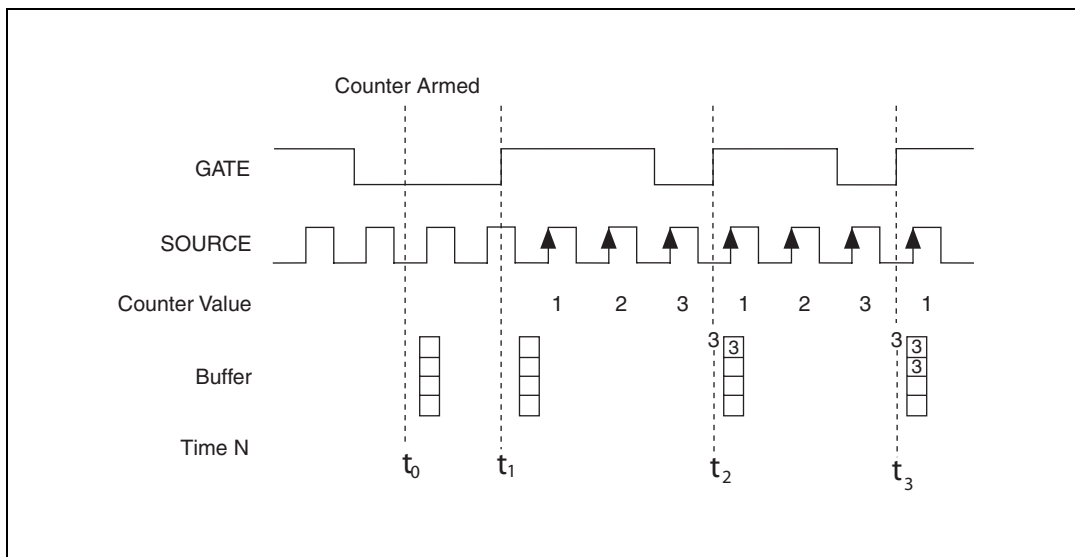 Counter Armed
GATE
SOURCE
Counter Value 1 2 3 1 2 3 1
3 3 3 3
Buffer 3
Time N
t0 t1 t2 t3